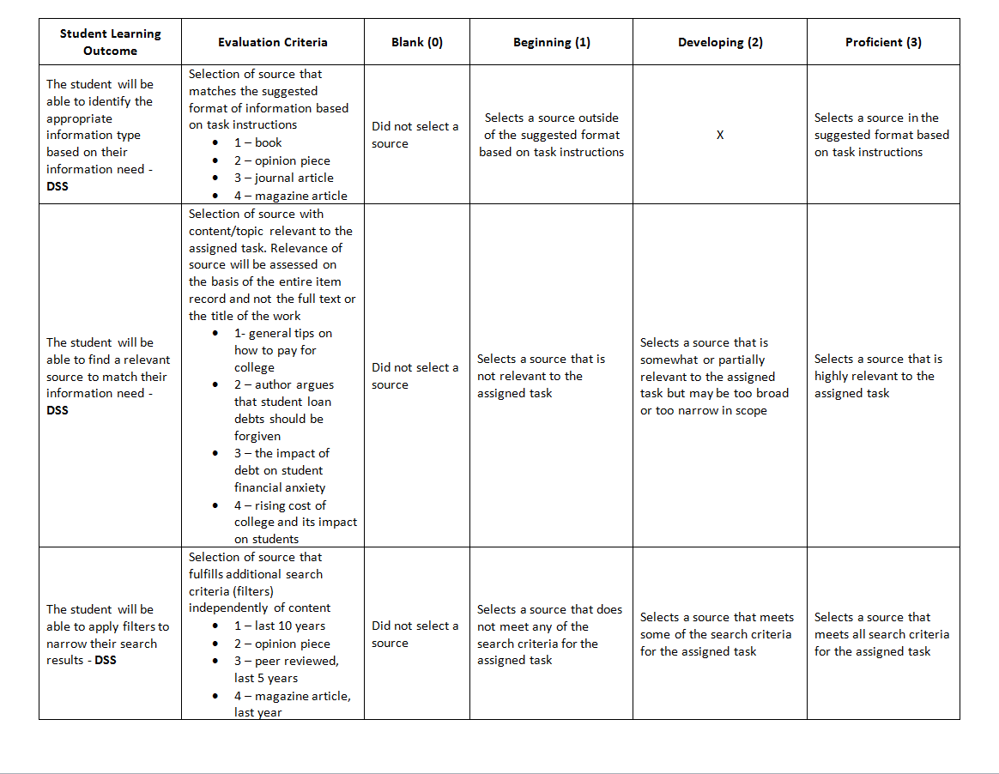 Student Learning
Outcome
Evaluation Criteria
Blank (0)
Beginning (1)
Developing (2)
Proficient (3)
The student will be
able to identify the
appropriate
information type
based on their
information need -
DSS
Selection of source that
matches the suggested
format of information based
on task instructions
• 1 – book
• 2 – opinion piece
• 3 – journal article
• 4 – magazine article
Did not select a
source
Selects a source outside
of the suggested format
based on task instructions
X
Selects a source in the
suggested format based
on task instructions
The student will be
able to find a relevant
source to match their
information need -
DSS
Selection of source with
content/topic relevant to the
assigned task. Relevance of
source will be assessed on
the basis of the entire item
record and not the full text or
the title of the work
• 1- general tips on
how to pay for
college
• 2 – author argues
that student loan
debts should be
forgiven
• 3 – the impact of
debt on student
financial anxiety
• 4 – rising cost of
college and its impact
on students
Did not select a
source
Selects a source that is
not relevant to the
assigned task
Selects a source that is
somewhat or partially
relevant to the assigned
task but may be too broad
or too narrow in scope
Selects a source that is
highly relevant to the
assigned task
The student will be
able to apply filters to
narrow their search
results - DSS
Selection of source that
fulfills additional search
criteria (filters)
independently of content
• 1 – last 10 years
• 2 – opinion piece
• 3 – peer reviewed,
last 5 years
• 4 – magazine article,
last year
Did not select a
source
Selects a source that does
not meet any of the
search criteria for the
assigned task
Selects a source that meets
some of the search criteria
for the assigned task
Selects a source that
meets all search criteria
for the assigned task